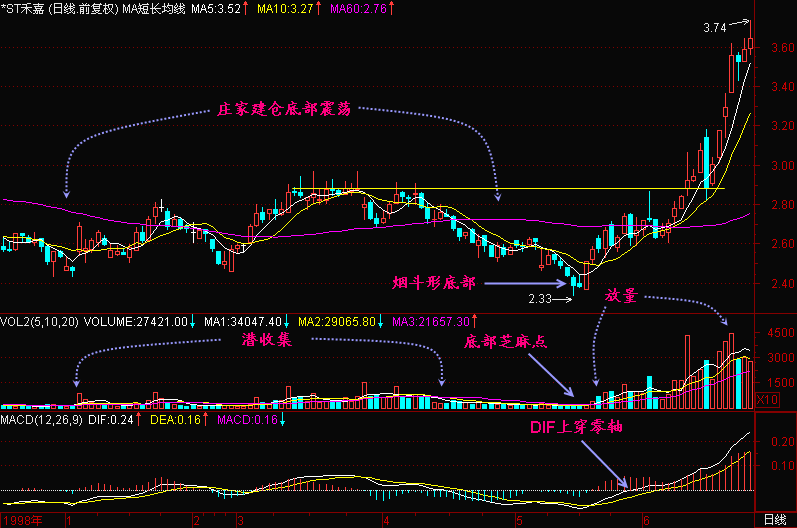 *ST禾嘉 (日线.前复权) MA短长均线 MA5:3.52↑ MA10:3.27↑ MA60:2.76↑
3.74
3.60
3.40
庄家建仓底部震荡
3.20
3.00
2.80
2.60
烟斗形底部
2.40
2.33
放量
VOL2(5,10,20) VOLUME:27421.00↓ MA1:34047.40↓ MA2:29065.80↓ MA3:21657.30↑
4500
潜收集
底部芝麻点
3000
1500
X10
MACD(12,26,9) DIF:0.24↑ DEA:0.16↑ MACD:0.16↓
DIF上穿零轴
0.20
0.10
1998年 1 2 3 4 5 6 日线